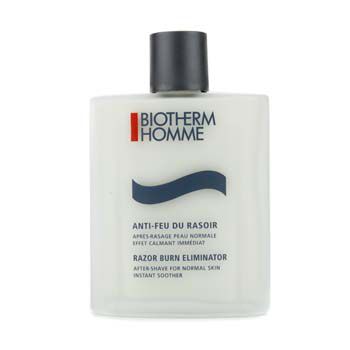 BIOTHERM
HOMME
ANTI-FEU DU RASOIR
APRÈS-RASAGE PEAU NORMALE
EFFET CALMANT IMMÉDIAT
RAZOR BURN ELIMINATOR
AFTER-SHAVE FOR NORMAL SKIN
INSTANT SOOTHER